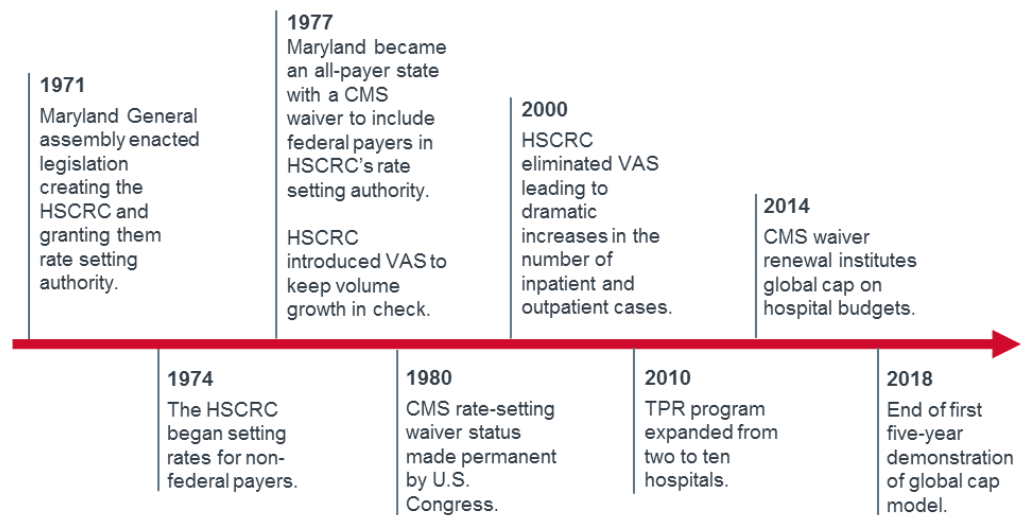 1971
Maryland General
assembly enacted
legislation
creating the
HSCRC and
granting them
rate setting
authority.
1974
The HSCRC
began setting
rates for non-
federal payers.
1977
Maryland became
an all-payer state
with a CMS
waiver to include
federal payers in
HSCRC's rate
setting authority.
HSCRC
introduced VAS to
keep volume
growth in check.
1980
CMS rate-setting
waiver status
made permanent
by U.S.
Congress.
2000
HSCRC
eliminated VAS
leading to
dramatic
increases in the
number of
inpatient and
outpatient cases.
2010
TPR program
expanded from
two to ten
hospitals.
2014
CMS waiver
renewal institutes
global cap on
hospital budgets.
2018
End of first
five-year
demonstration
of global cap
model.